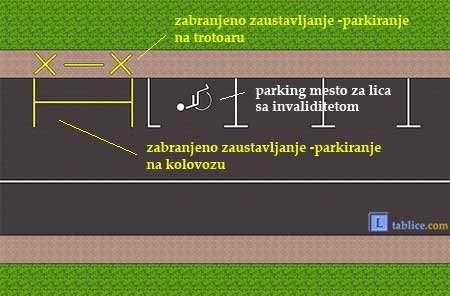 zabranjeno zaustavljanje -parkiranje
na trotoaru
parking mesto za lica
sa invaliditetom
zabranjeno zaustavljanje -parkiranje
na kolovozu
L tablice.com